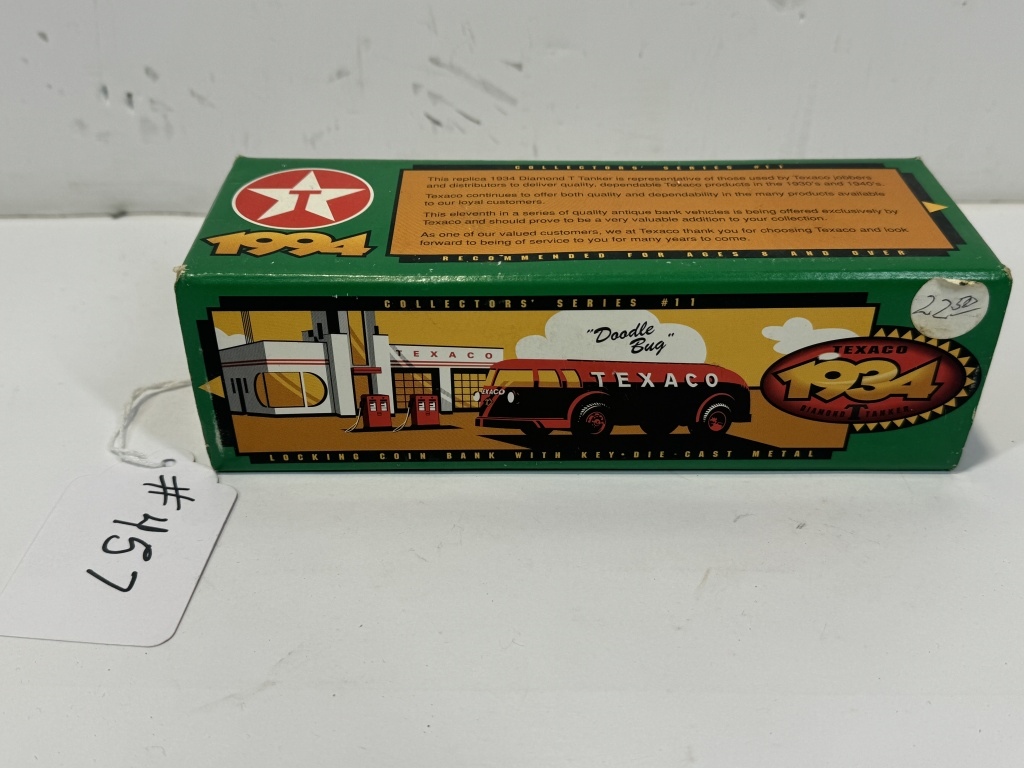 COLLECTORS' SERIES #11
This replica 1934 Diamond T Tanker is representative of those used by Texaco jobbers
and distributors to deliver quality, dependable Texaco products in the 1930's and 1940's.
Texaco continues to offer both quality and dependability in the many products available
to our loyal customers.
This eleventh in a series of quality antique bank vehicles is being offered exclusively by
Texaco and should prove to be a very valuable addition to your collection.
As one of our valued customers, we at Texaco thank you for choosing Texaco and look
forward to being of service to you for many years to come.
RECOMMENDED FOR AGES 8 AND OVER
T
1994
COLLECTORS' SERIES #11
22.50
"Doodle
Bug"
TEXACO
TEXACO
TEXACO
TEXACO
1934
DIAMOND T TANKER
LOCKING COIN BANK WITH KEY·DIE-CAST METAL
#457